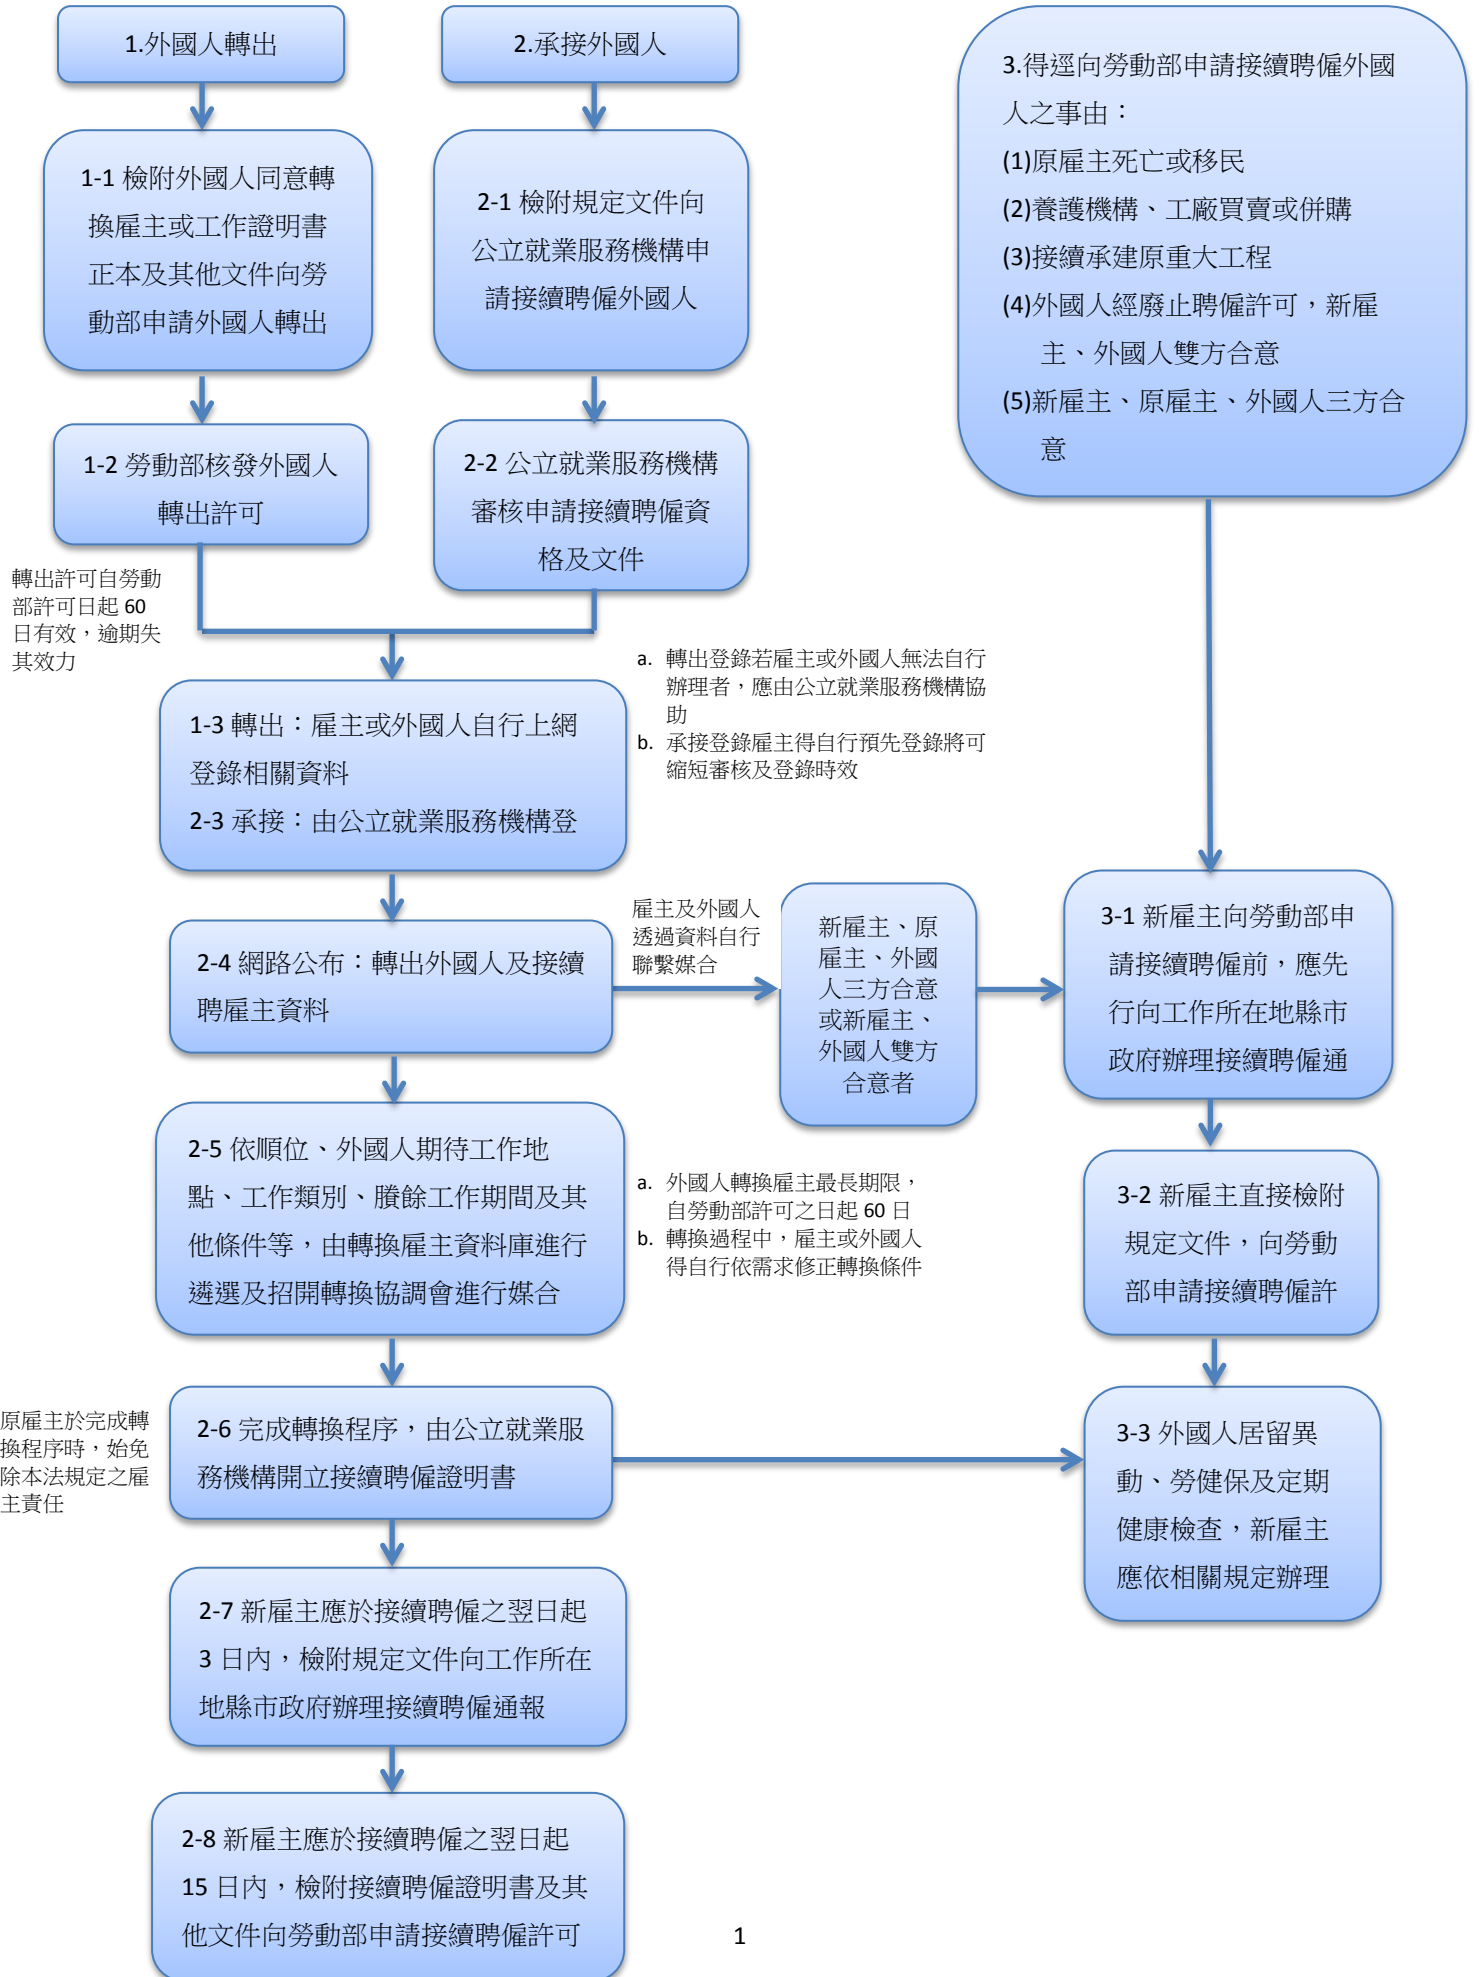 1.外國人轉出
2.承接外國人
3.得逕向勞動部申請接續聘僱外國
人之事由：
(1)原雇主死亡或移民
(2)養護機構、工廠買賣或併購
(3)接續承建原重大工程
(4)外國人經廢止聘僱許可，新雇
主、外國人雙方合意
(5)新雇主、原雇主、外國人三方合
意
1-1 檢附外國人同意轉
換雇主或工作證明書
正本及其他文件向勞
動部申請外國人轉出
2-1 檢附規定文件向
公立就業服務機構申
請接續聘僱外國人
1-2 勞動部核發外國人
轉出許可
2-2 公立就業服務機構
審核申請接續聘僱資
格及文件
轉出許可自勞動
部許可日起 60
日有效，逾期失
其效力
a. 轉出登錄若雇主或外國人無法自行
辦理者，應由公立就業服務機構協
助
b. 承接登錄雇主得自行預先登錄將可
縮短審核及登錄時效
1-3 轉出：雇主或外國人自行上網
登錄相關資料
2-3 承接：由公立就業服務機構登
2-4 網路公布：轉出外國人及接續
聘雇主資料
雇主及外國人
透過資料自行
聯繫媒合
新雇主、原
雇主、外國
人三方合意
或新雇主、
外國人雙方
合意者
3-1 新雇主向勞動部申
請接續聘僱前，應先
行向工作所在地縣市
政府辦理接續聘僱通
2-5 依順位、外國人期待工作地
點、工作類別、賸餘工作期間及其
他條件等，由轉換雇主資料庫進行
遴選及招開轉換協調會進行媒合
a. 外國人轉換雇主最長期限，
自勞動部許可之日起 60 日
b. 轉換過程中，雇主或外國人
得自行依需求修正轉換條件
3-2 新雇主直接檢附
規定文件，向勞動
部申請接續聘僱許
原雇主於完成轉
換程序時，始免
除本法規定之雇
主責任
2-6 完成轉換程序，由公立就業服
務機構開立接續聘僱證明書
3-3 外國人居留異
動、勞健保及定期
健康檢查，新雇主
應依相關規定辦理
2-7 新雇主應於接續聘僱之翌日起
3 日內，檢附規定文件向工作所在
地縣市政府辦理接續聘僱通報
2-8 新雇主應於接續聘僱之翌日起
15 日內，檢附接續聘僱證明書及其
他文件向勞動部申請接續聘僱許可
1